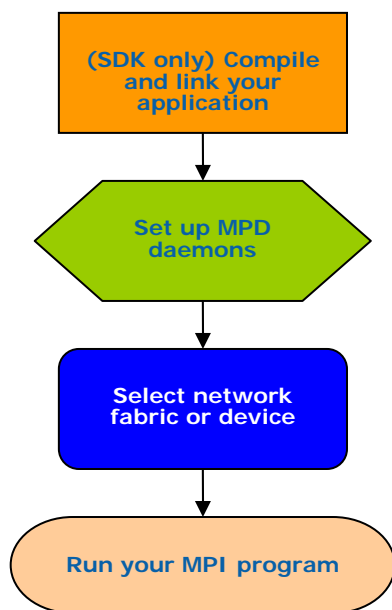 (SDK only) Compile
and link your
application
Set up MPD
daemons
Select network
fabric or device
Run your MPI program